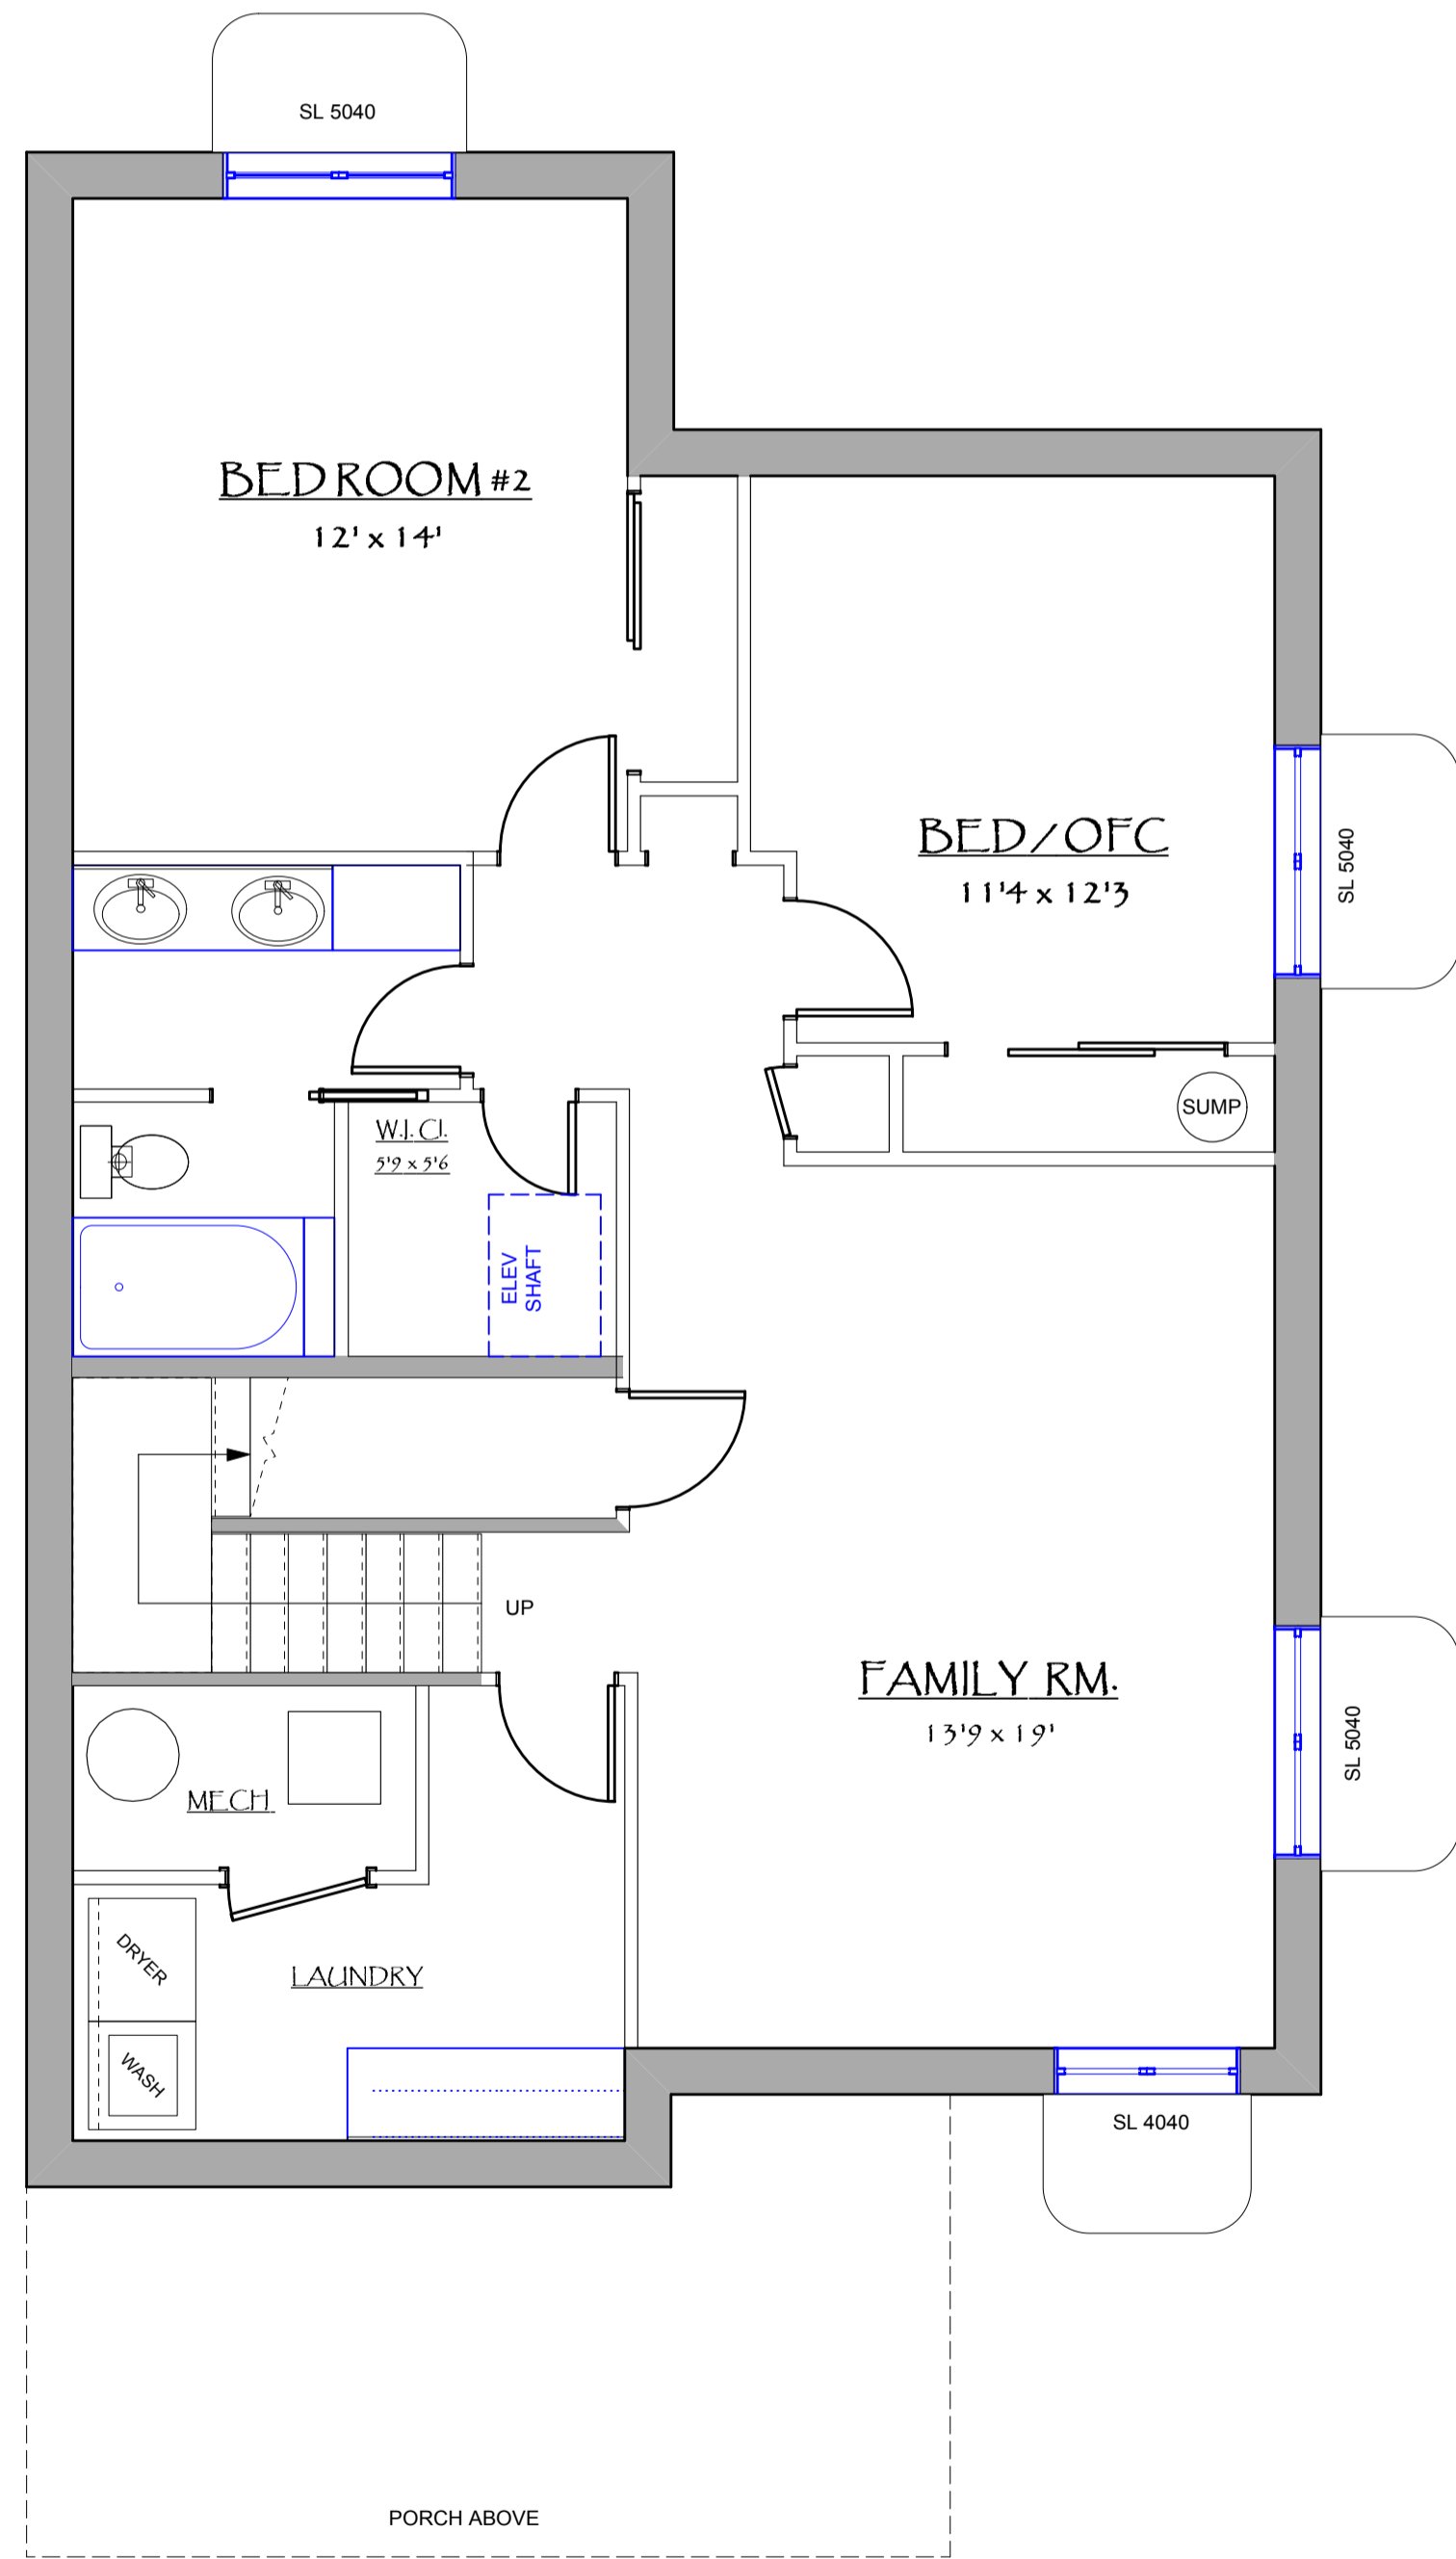 SL 5040
BEDROOM #2
12' x 14'
BED/OFC
11'4 x 12'3
SL 5040
SUMP
W.I. Cl.
5'9 x 5'6
ELEV
SHAFT
UP
FAMILY RM.
13'9 x 19'
SL 5040
MECH
DRYER
LAUNDRY
WASH
SL 4040
PORCH ABOVE